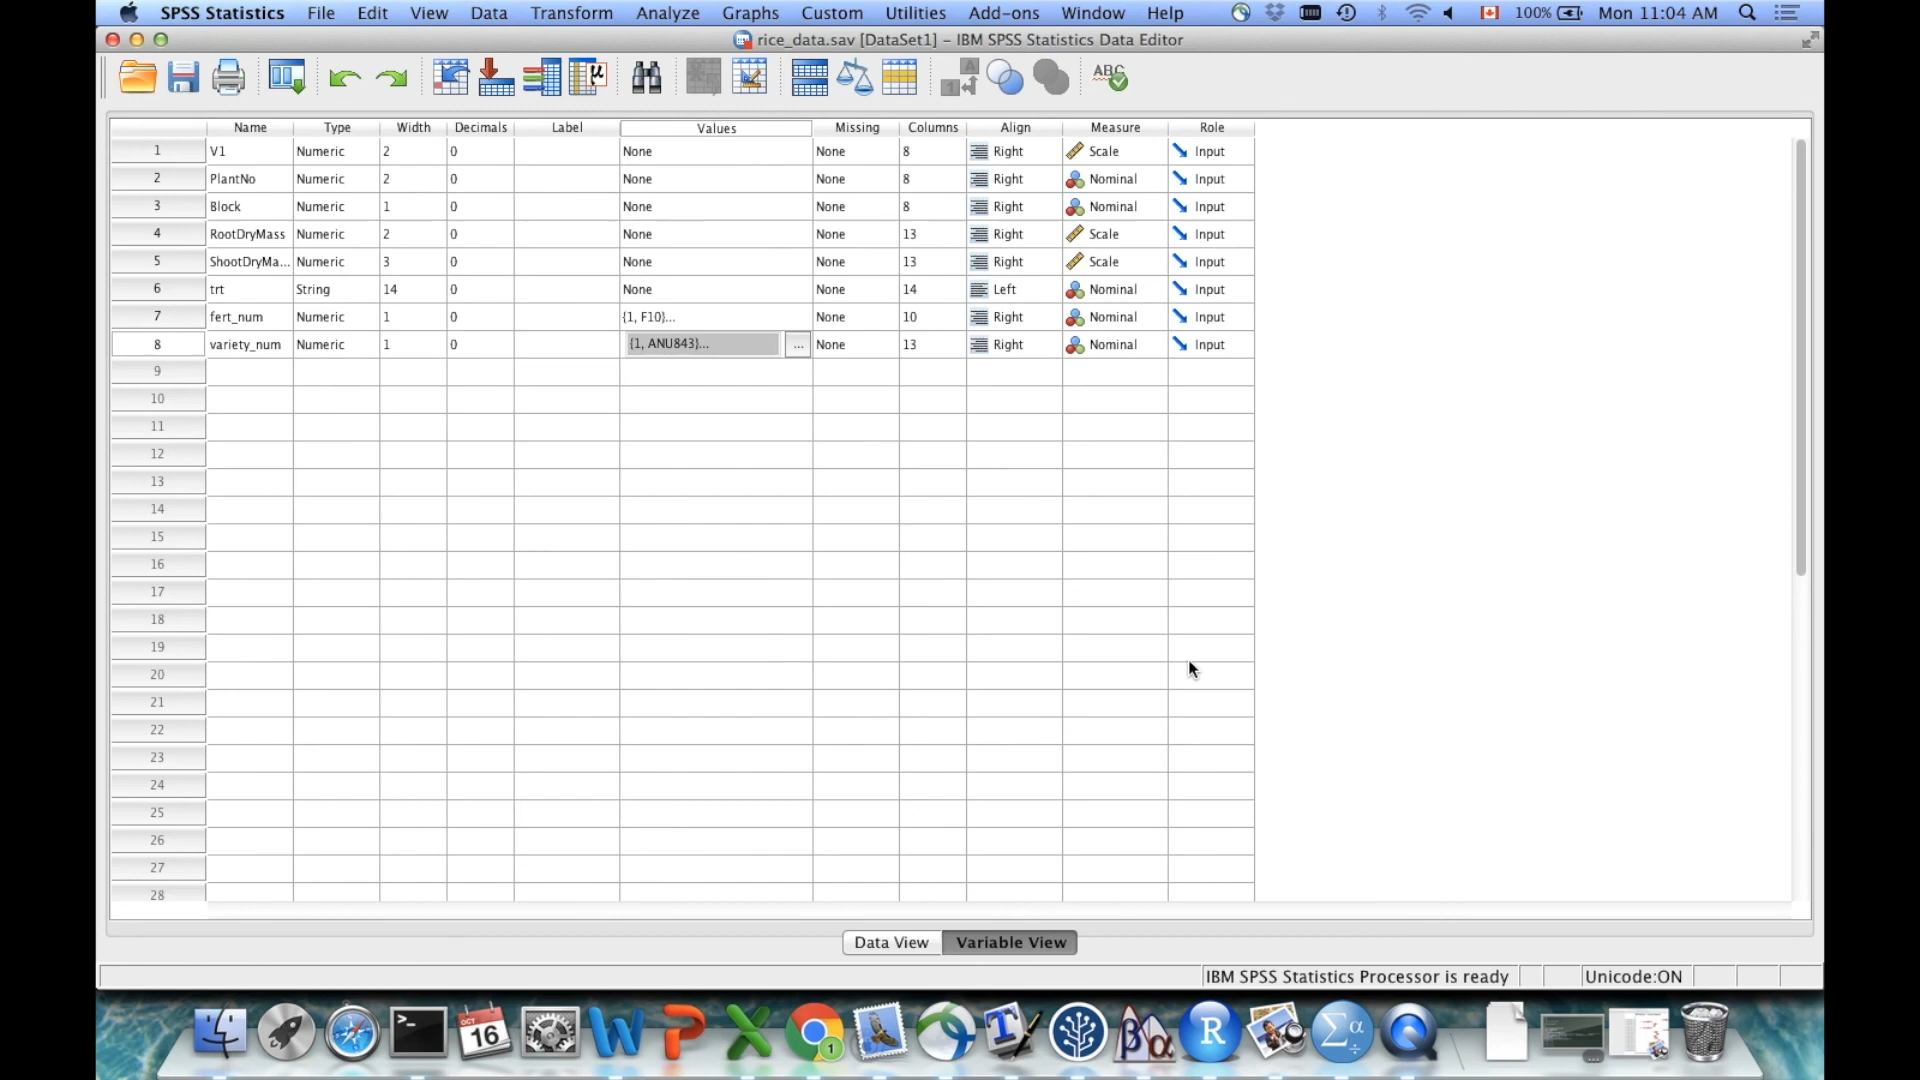 SPSS Statistics File Edit View Data Transform Analyze Graphs Custom Utilities Add-ons Window Help 100% Mon 11:04 AM
rice_data.sav [DataSet1] – IBM SPSS Statistics Data Editor
µ A 1 ABC
Name Type Width Decimals Label Values Missing Columns Align Measure Role
1 V1 Numeric 2 0 None None 8 Right Scale Input
2 PlantNo Numeric 2 0 None None 8 Right Nominal Input
3 Block Numeric 1 0 None None 8 Right Nominal Input
4 RootDryMass Numeric 2 0 None None 13 Right Scale Input
5 ShootDryMa... Numeric 3 0 None None 13 Right Scale Input
6 trt String 14 0 None None 14 Left Nominal Input
7 fert_num Numeric 1 0 {1, F10}... None 10 Right Nominal Input
8 variety_num Numeric 1 0 {1, ANU843}... ... None 13 Right Nominal Input
9
10
11
12
13
14
15
16
17
18
19
20
21
22
23
24
25
26
27
28
Data View Variable View
IBM SPSS Statistics Processor is ready Unicode:ON
>_ OCT 16 W P X 1 T β α R Σ α ÷